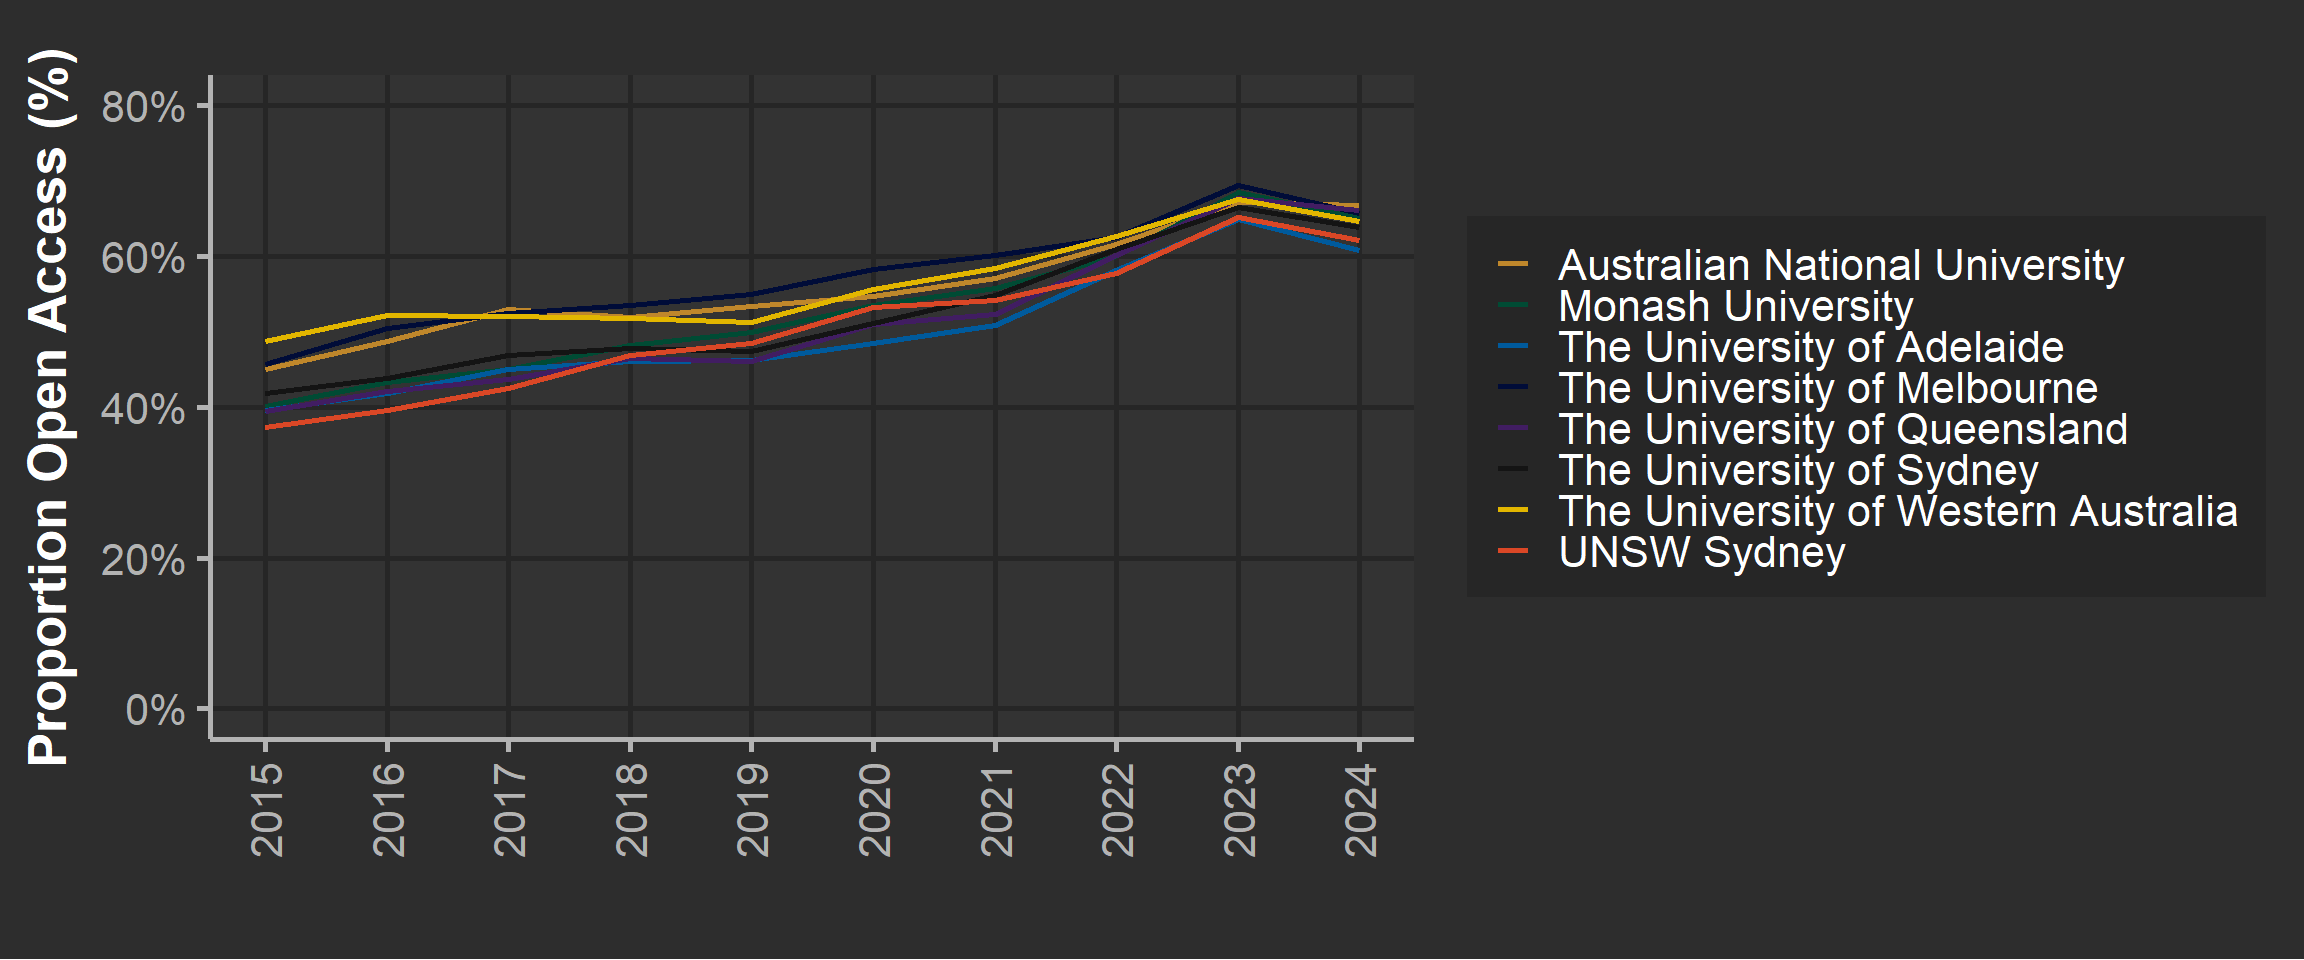 Proportion Open Access (%)
80%
60%
40%
20%
0%
2015
2016
2017
2018
2019
2020
2021
2022
2023
2024
Australian National University
Monash University
The University of Adelaide
The University of Melbourne
The University of Queensland
The University of Sydney
The University of Western Australia
UNSW Sydney